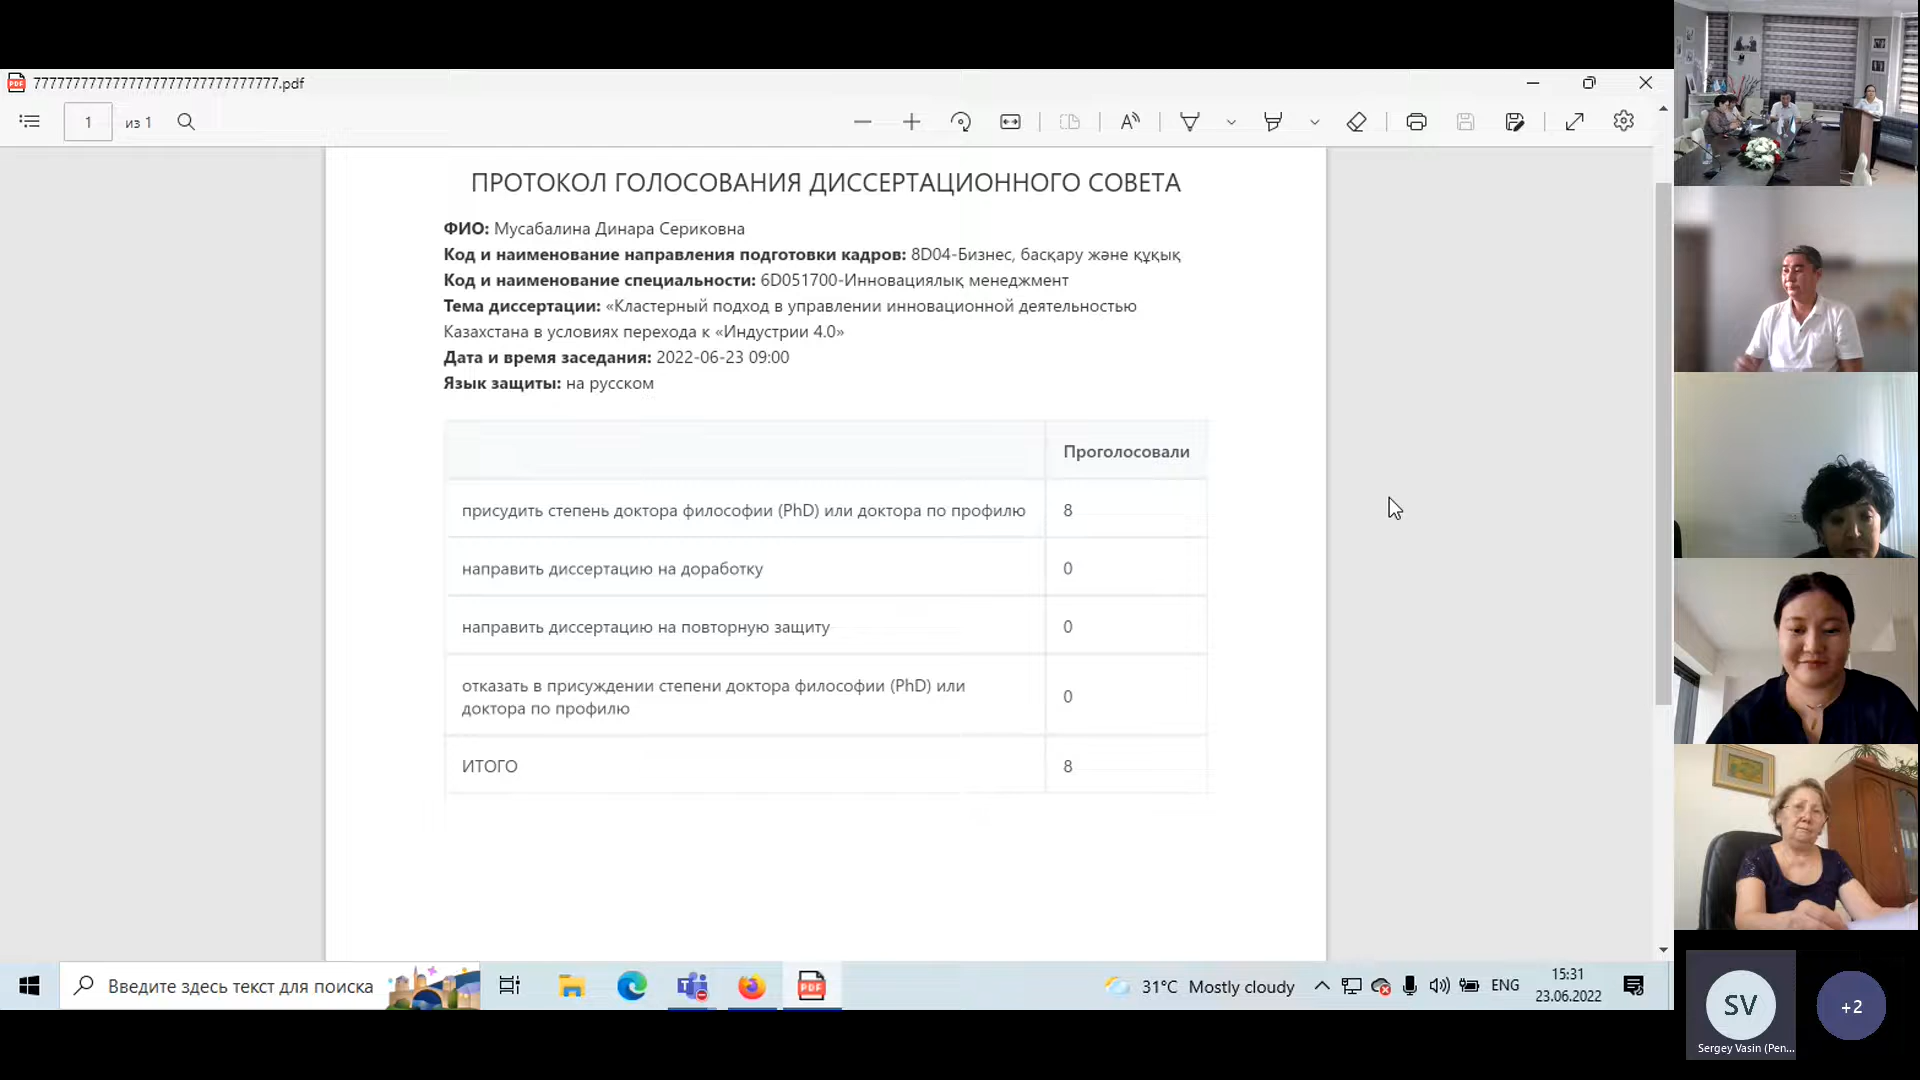 77777777777777777777777777777777.pdf
1
из 1
ПРОТОКОЛ ГОЛОСОВАНИЯ ДИССЕРТАЦИОННОГО СОВЕТА
ФИО: Мусабалина Динара Сериковна
Код и наименование направления подготовки кадров: 8D04-Бизнес, басқару және құқық
Код и наименование специальности: 6D051700-Инновациялық менеджмент
Тема диссертации: «Кластерный подход в управлении инновационной деятельностью
Казахстана в условиях перехода к «Индустрии 4.0»
Дата и время заседания: 2022-06-23 09:00
Язык защиты: на русском
Проголосовали
присудить степень доктора философии (PhD) или доктора по профилю 8
направить диссертацию на доработку 0
направить диссертацию на повторную защиту 0
отказать в присуждении степени доктора философии (PhD) или
доктора по профилю 0
ИТОГО 8
Введите здесь текст для поиска
31°C Mostly cloudy
ENG
15:31
23.06.2022
SV
Sergey Vasin (Pen...
+2